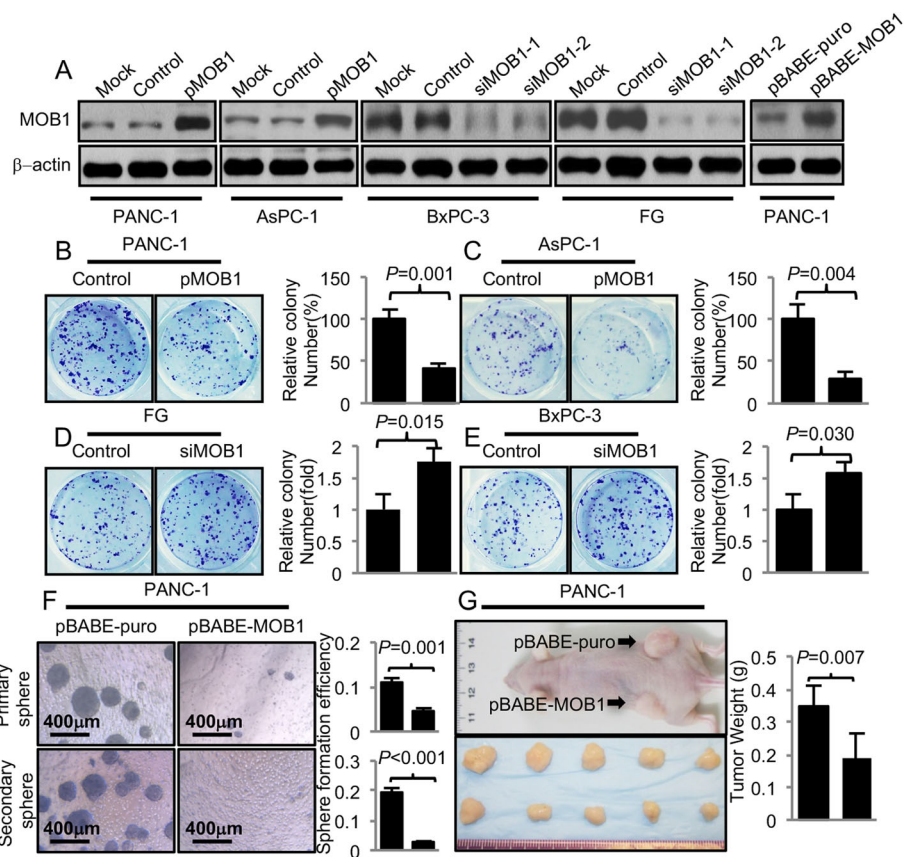 A
Mock Control pMOB1 Mock Control pMOB1 Mock Control siMOB1-1 siMOB1-2 Mock Control siMOB1-1 siMOB1-2 pBABE-puro pBABE-MOB1
MOB1
β–actin
PANC-1 AsPC-1 BxPC-3 FG PANC-1
B
PANC-1
Control pMOB1
Relative colony
Number(%)
150
100
50
0
P=0.001
C
AsPC-1
Control pMOB1
Relative colony
Number(%)
150
100
50
0
P=0.004
D
FG
Control siMOB1
Relative colony
Number(fold)
2
1.5
1
0.5
0
P=0.015
E
BxPC-3
Control siMOB1
Relative colony
Number(fold)
2
1.5
1
0.5
0
P=0.030
F
PANC-1
pBABE-puro pBABE-MOB1
Primary
sphere
400μm 400μm
Secondary
sphere
400μm 400μm
Sphere formation efficiency
0.2
0.1
0
P=0.001
0.3
0.2
0.1
0
P<0.001
G
PANC-1
14
13
12
11
pBABE-puro
pBABE-MOB1
Tumor Weight (g)
0.5
0.4
0.3
0.2
0.1
0
P=0.007